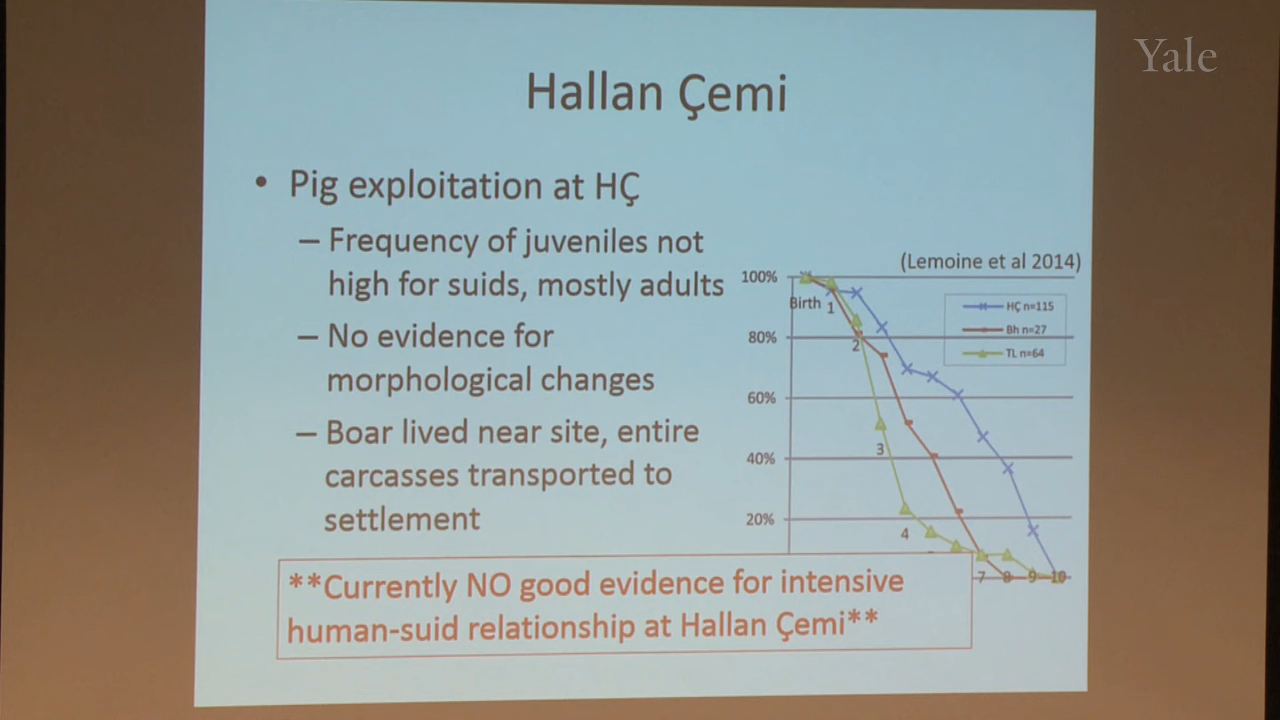 Yale
Hallan Çemi
• Pig exploitation at HÇ
– Frequency of juveniles not
high for suids, mostly adults
– No evidence for
morphological changes
– Boar lived near site, entire
carcasses transported to
settlement
(Lemoine et al 2014)
100%
80%
60%
40%
20%
Birth
1
2
3
4
7
8
9
10
HÇ n=115
Bh n=27
TL n=64
**Currently NO good evidence for intensive
human-suid relationship at Hallan Çemi**